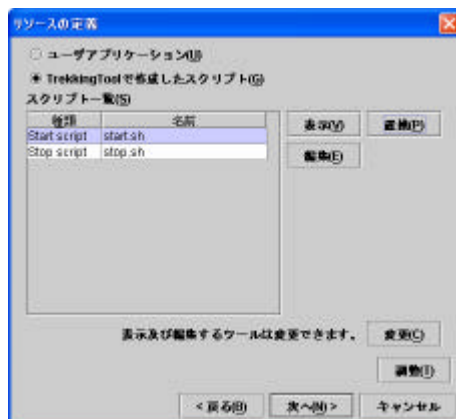 リソースの定義
ユーザアプリケーション(U)
TrekkingToolで作成したスクリプト(G)
スクリプト一覧(S)
種類 名前
Start script start.sh
Stop script stop.sh
表示(V) 置換(P)
編集(E)
表示及び編集するツールは変更できます。 変更(C)
調整(T)
< 戻る(B) 次へ(N) > キャンセル